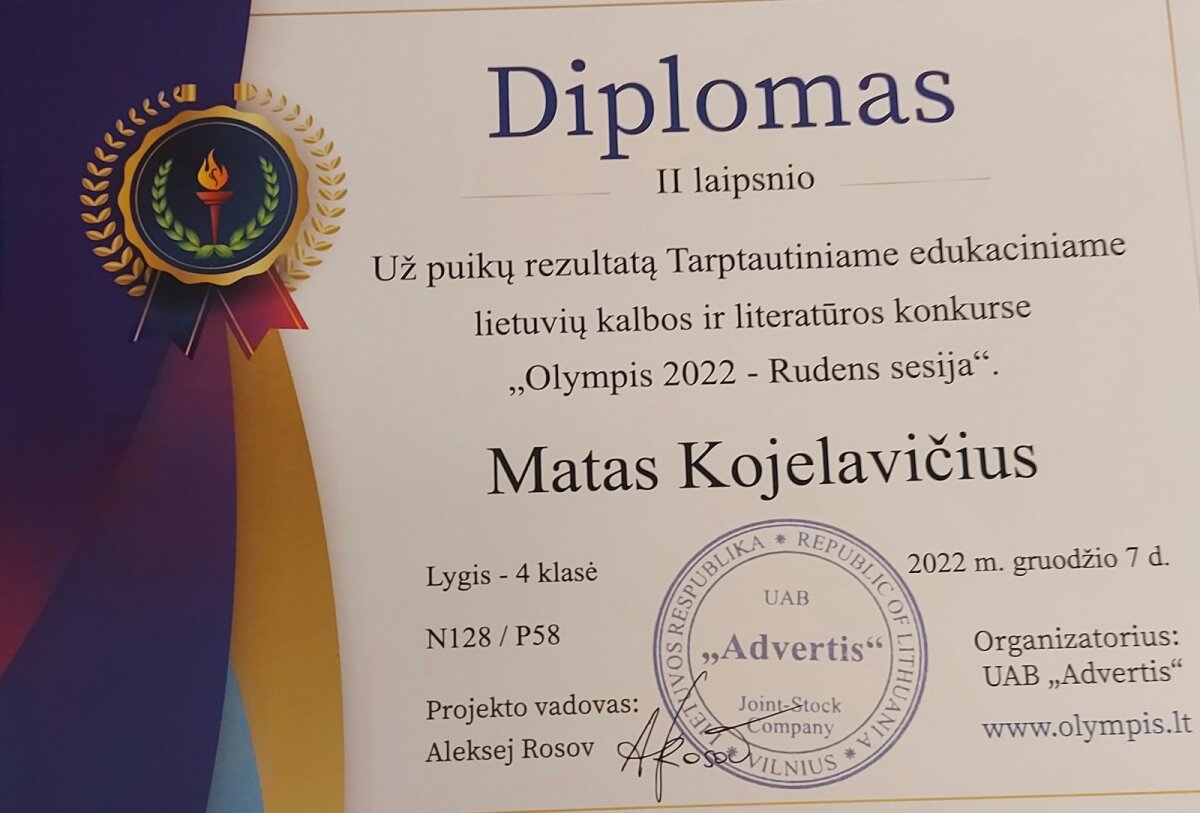 Diplomas
II laipsnio
Už puikų rezultatą Tarptautiniame edukaciniame
lietuvių kalbos ir literatūros konkurse
„Olympis 2022 - Rudens sesija“.
Matas Kojelavičius
Lygis - 4 klasė
N128 / P58
Projekto vadovas:
Aleksej Rosov
ARosov
LIETUVOS RESPUBLIKA * REPUBLIC OF LITHUANIA * VILNIUS *
UAB
„Advertis“
Joint-Stock
Company
2022 m. gruodžio 7 d.
Organizatorius:
UAB „Advertis“
www.olympis.lt